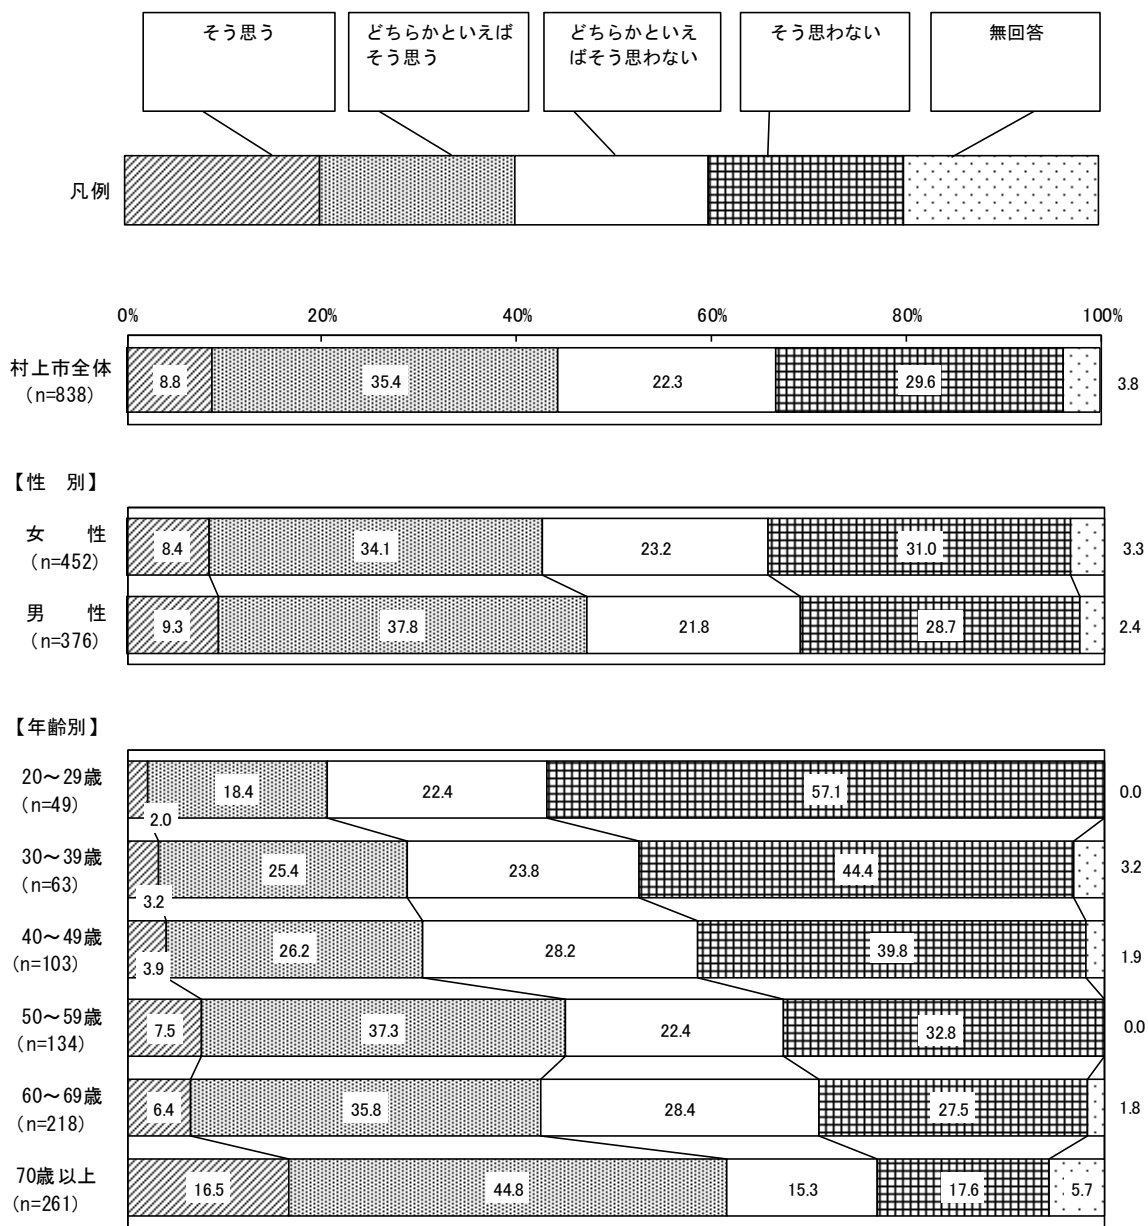 そう思う
どちらかといえば
そう思う
どちらかといえ
ばそう思わない
そう思わない
無回答
凡例
0% 20% 40% 60% 80% 100%
村上市全体
(n=838)
8.8 35.4 22.3 29.6 3.8
【性　別】
女　　性
(n=452)
8.4 34.1 23.2 31.0 3.3
男　　性
(n=376)
9.3 37.8 21.8 28.7 2.4
【年齢別】
20～29歳
(n=49)
2.0 18.4 22.4 57.1 0.0
30～39歳
(n=63)
3.2 25.4 23.8 44.4 3.2
40～49歳
(n=103)
3.9 26.2 28.2 39.8 1.9
50～59歳
(n=134)
7.5 37.3 22.4 32.8 0.0
60～69歳
(n=218)
6.4 35.8 28.4 27.5 1.8
70歳以上
(n=261)
16.5 44.8 15.3 17.6 5.7